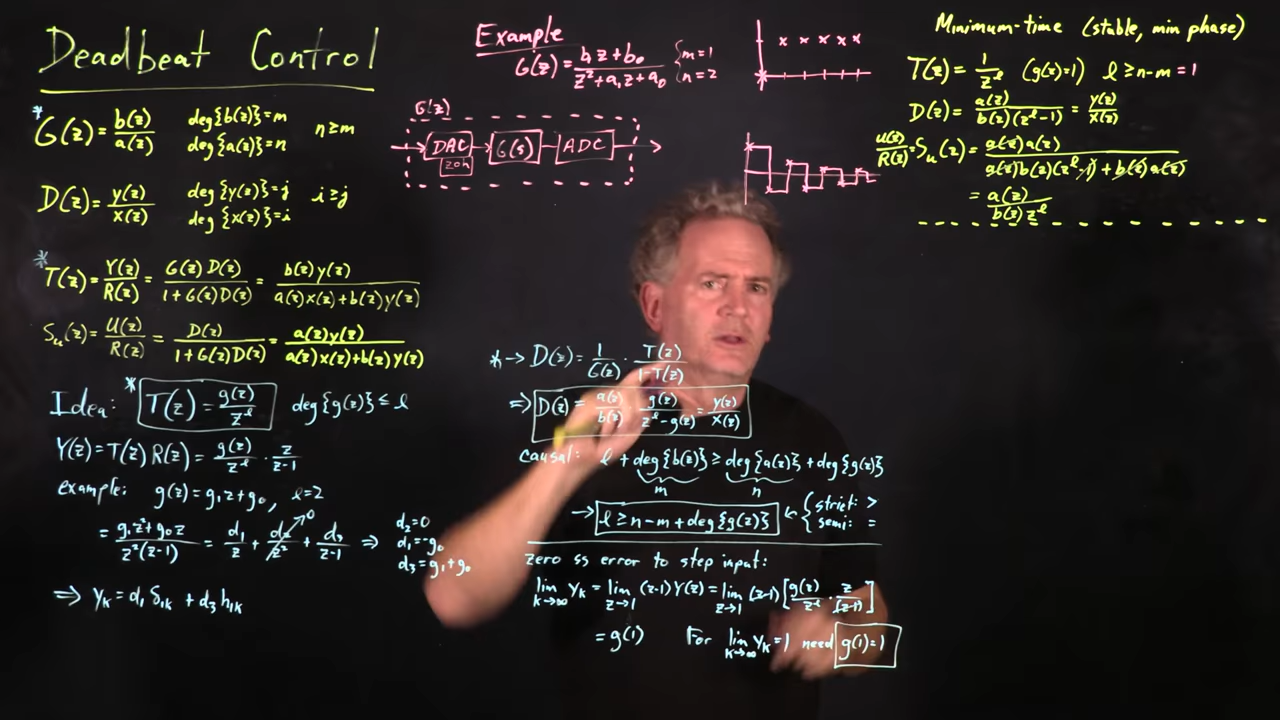 Deadbeat Control
* G(z) = b(z)/a(z)   deg{b(z)}=m   deg{a(z)}=n   n≥m
D(z) = y(z)/x(z)   deg{y(z)}=j   deg{x(z)}=i   i≥j
* T(z) = Y(z)/R(z) = G(z)D(z)/(1+G(z)D(z)) = b(z)y(z)/(a(z)x(z)+b(z)y(z))
Su(z) = U(z)/R(z) = D(z)/(1+G(z)D(z)) = a(z)y(z)/(a(z)x(z)+b(z)y(z))
Idea: * T(z) = g(z)/z^ℓ   deg{g(z)} ≤ ℓ
Y(z) = T(z) R(z) = g(z)/z^ℓ · z/(z-1)
example: g(z) = g₁z+g₀, ℓ=2
= (g₁z²+g₀z)/(z²(z-1)) = d₁/z + d₂/z² →0 + d₃/(z-1) ⇒ d₂=0
d₁=-g₀
d₃=g₁+g₀
⇒ yₖ = d₁ δ₁ₖ + d₃ h₁ₖ
Example
G(z) = (b₁z+b₀)/(z²+a₁z+a₀) { m=1   n=2
G(z)
DAC   G(s)   ADC
ZOH
* → D(z) = 1/G(z) · T(z)/(1-T(z))
⇒ D(z) = a(z)/b(z) g(z)/(z^ℓ-g(z)) = y(z)/x(z)
causal: ℓ + deg{b(z)} ≥ deg{a(z)} + deg{g(z)}
m   n
→ ℓ ≥ n-m + deg{g(z)} ← { strict: >
semi: =
zero ss error to step input:
lim k→∞ yₖ = lim z→1 (z-1) Y(z) = lim z→1 (z-1) [g(z)/z^ℓ · z/(z-1)]
= g(1)   For lim k→∞ yₖ = 1 need g(1)=1
Minimum-time (stable, min phase)
T(z) = 1/z^ℓ   (g(z)=1)   ℓ ≥ n-m = 1
D(z) = a(z)/(b(z)(z^ℓ-1)) = y(z)/x(z)
U(z)/R(z) = Su(z) = a(z)a(z)/(a(z)b(z)(z^ℓ-1)+b(z)a(z))
= a(z)/(b(z)z^ℓ)